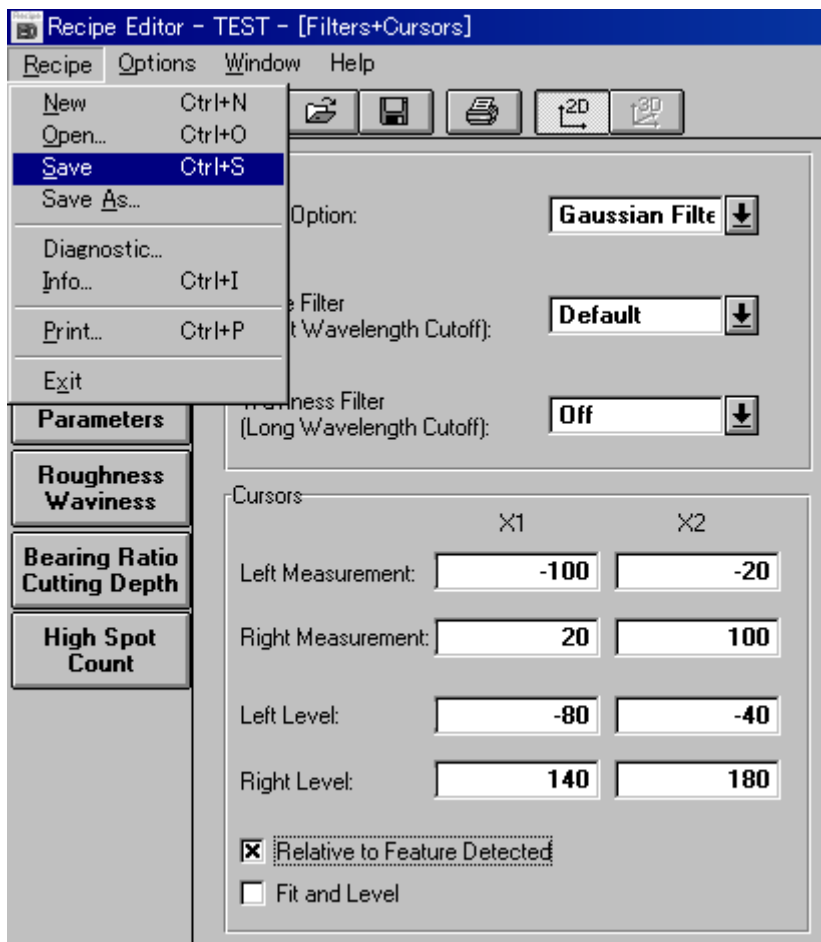 Recipe Editor - TEST - [Filters+Cursors]
Recipe Options Window Help
New Ctrl+N
Open... Ctrl+O
Save Ctrl+S
Save As...
Diagnostic...
Info... Ctrl+I
Print... Ctrl+P
Exit
2D
3D
Parameters
Roughness
Waviness
Bearing Ratio
Cutting Depth
High Spot
Count
Option:
Gaussian Filte
Filter
Wavelength Cutoff):
Default
Filter
(Long Wavelength Cutoff):
Off
Cursors
X1 X2
Left Measurement: -100 -20
Right Measurement: 20 100
Left Level: -80 -40
Right Level: 140 180
Relative to Feature Detected
Fit and Level